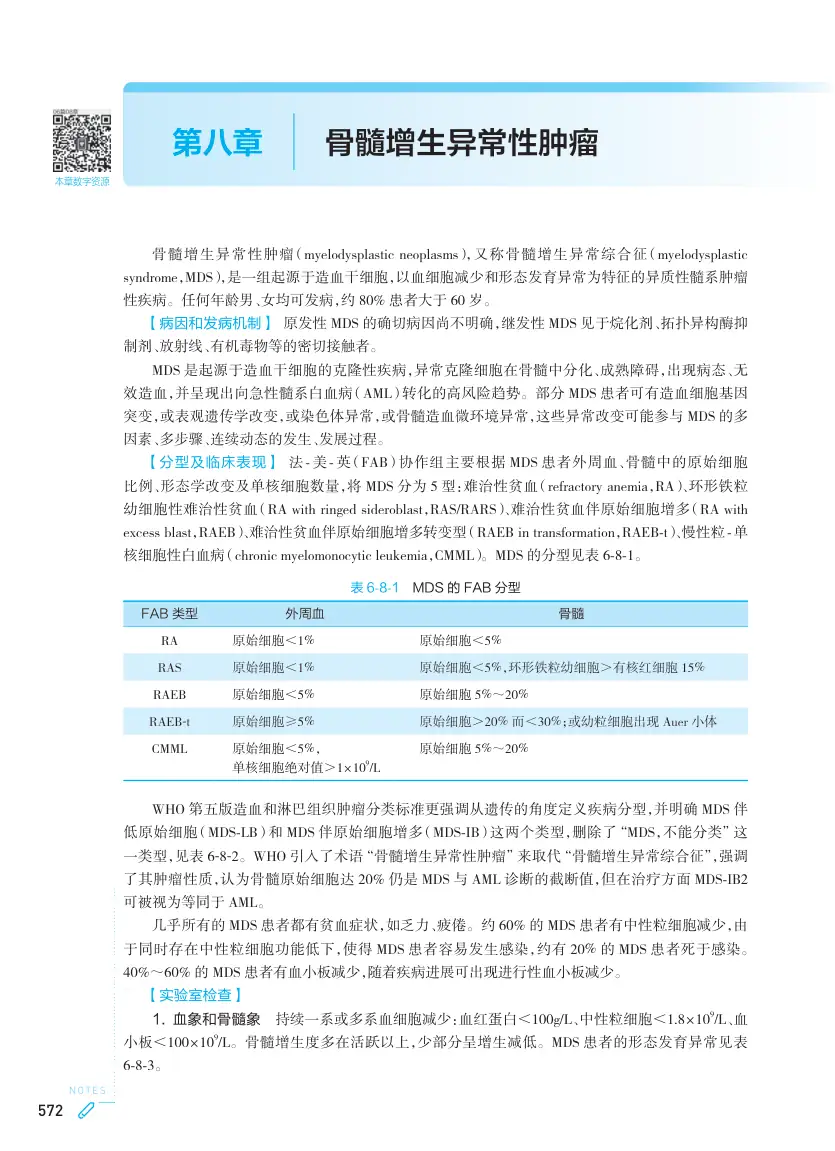 第八章
骨髓增生异常性肿瘤
本章数字资源
骨髓增生异常性肿瘤(myelodysplastic neoplasms),又称骨髓增生异常综合征(myelodysplastic
syndrome,MDS),是一组起源于造血干细胞,以血细胞减少和形态发育异常为特征的异质性髓系肿瘤
性疾病。任何年龄男、女均可发病,约 80% 患者大于 60 岁。
【病因和发病机制】 原发性 MDS 的确切病因尚不明确,继发性 MDS 见于烷化剂、拓扑异构酶抑
制剂、放射线、有机毒物等的密切接触者。
MDS 是起源于造血干细胞的克隆性疾病,异常克隆细胞在骨髓中分化、成熟障碍,出现病态、无
效造血,并呈现出向急性髓系白血病(AML)转化的高风险趋势。部分 MDS 患者可有造血细胞基因
突变,或表观遗传学改变,或染色体异常,或骨髓造血微环境异常,这些异常改变可能参与 MDS 的多
因素、多步骤、连续动态的发生、发展过程。
【分型及临床表现】 法-美-英(FAB)协作组主要根据 MDS 患者外周血、骨髓中的原始细胞
比例、形态学改变及单核细胞数量,将 MDS 分为 5 型:难治性贫血(refractory anemia,RA)、环形铁粒
幼细胞性难治性贫血(RA with ringed sideroblast,RAS/RARS)、难治性贫血伴原始细胞增多(RA with
excess blast,RAEB)、难治性贫血伴原始细胞增多转变型(RAEB in transformation,RAEB-t)、慢性粒-单
核细胞性白血病(chronic myelomonocytic leukemia,CMML)。MDS 的分型见表 6-8-1。
表 6-8-1 MDS 的 FAB 分型
FAB 类型 外周血 骨髓
RA 原始细胞<1% 原始细胞<5%
RAS 原始细胞<1% 原始细胞<5%,环形铁粒幼细胞>有核红细胞 15%
RAEB 原始细胞<5% 原始细胞 5%~20%
RAEB-t 原始细胞≥5% 原始细胞>20% 而<30%;或幼粒细胞出现 Auer 小体
CMML 原始细胞<5%, 原始细胞 5%~20%
单核细胞绝对值>1×10⁹/L
WHO 第五版造血和淋巴组织肿瘤分类标准更强调从遗传的角度定义疾病分型,并明确 MDS 伴
低原始细胞(MDS-LB)和 MDS 伴原始细胞增多(MDS-IB)这两个类型,删除了“MDS,不能分类”这
一类型,见表 6-8-2。WHO 引入了术语“骨髓增生异常性肿瘤”来取代“骨髓增生异常综合征”,强调
了其肿瘤性质,认为骨髓原始细胞达 20% 仍是 MDS 与 AML 诊断的截断值,但在治疗方面 MDS-IB2
可被视为等同于 AML。
几乎所有的 MDS 患者都有贫血症状,如乏力、疲倦。约 60% 的 MDS 患者有中性粒细胞减少,由
于同时存在中性粒细胞功能低下,使得 MDS 患者容易发生感染,约有 20% 的 MDS 患者死于感染。
40%~60% 的 MDS 患者有血小板减少,随着疾病进展可出现进行性血小板减少。
【实验室检查】
1. 血象和骨髓象 持续一系或多系血细胞减少:血红蛋白<100g/L、中性粒细胞<1.8×10⁹/L、血
小板<100×10⁹/L。骨髓增生度多在活跃以上,少部分呈增生减低。MDS 患者的形态发育异常见表
6-8-3。
NOTES
572